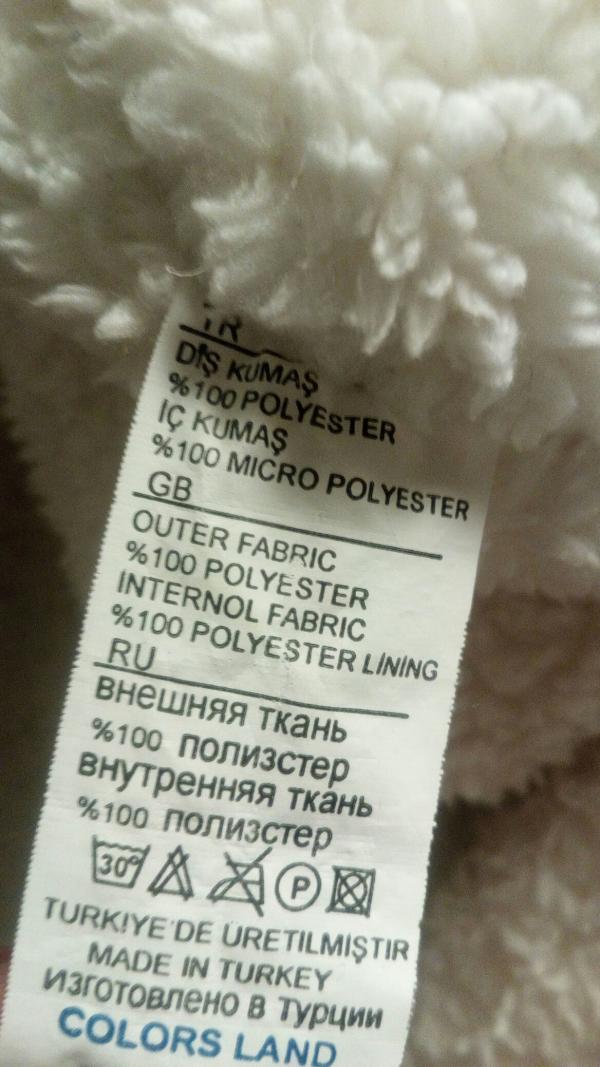 TR
DIŞ KUMAŞ
%100 POLYESTER
IÇ KUMAŞ
%100 MICRO POLYESTER
GB
OUTER FABRIC
%100 POLYESTER
INTERNOL FABRIC
%100 POLYESTER LINING
RU
внешняя ткань
%100 полизстер
внутренняя ткань
%100 полизстер
30° P
TURKIYE'DE ÜRETILMIŞTIR
MADE IN TURKEY
изготовлено в турции
COLORS LAND